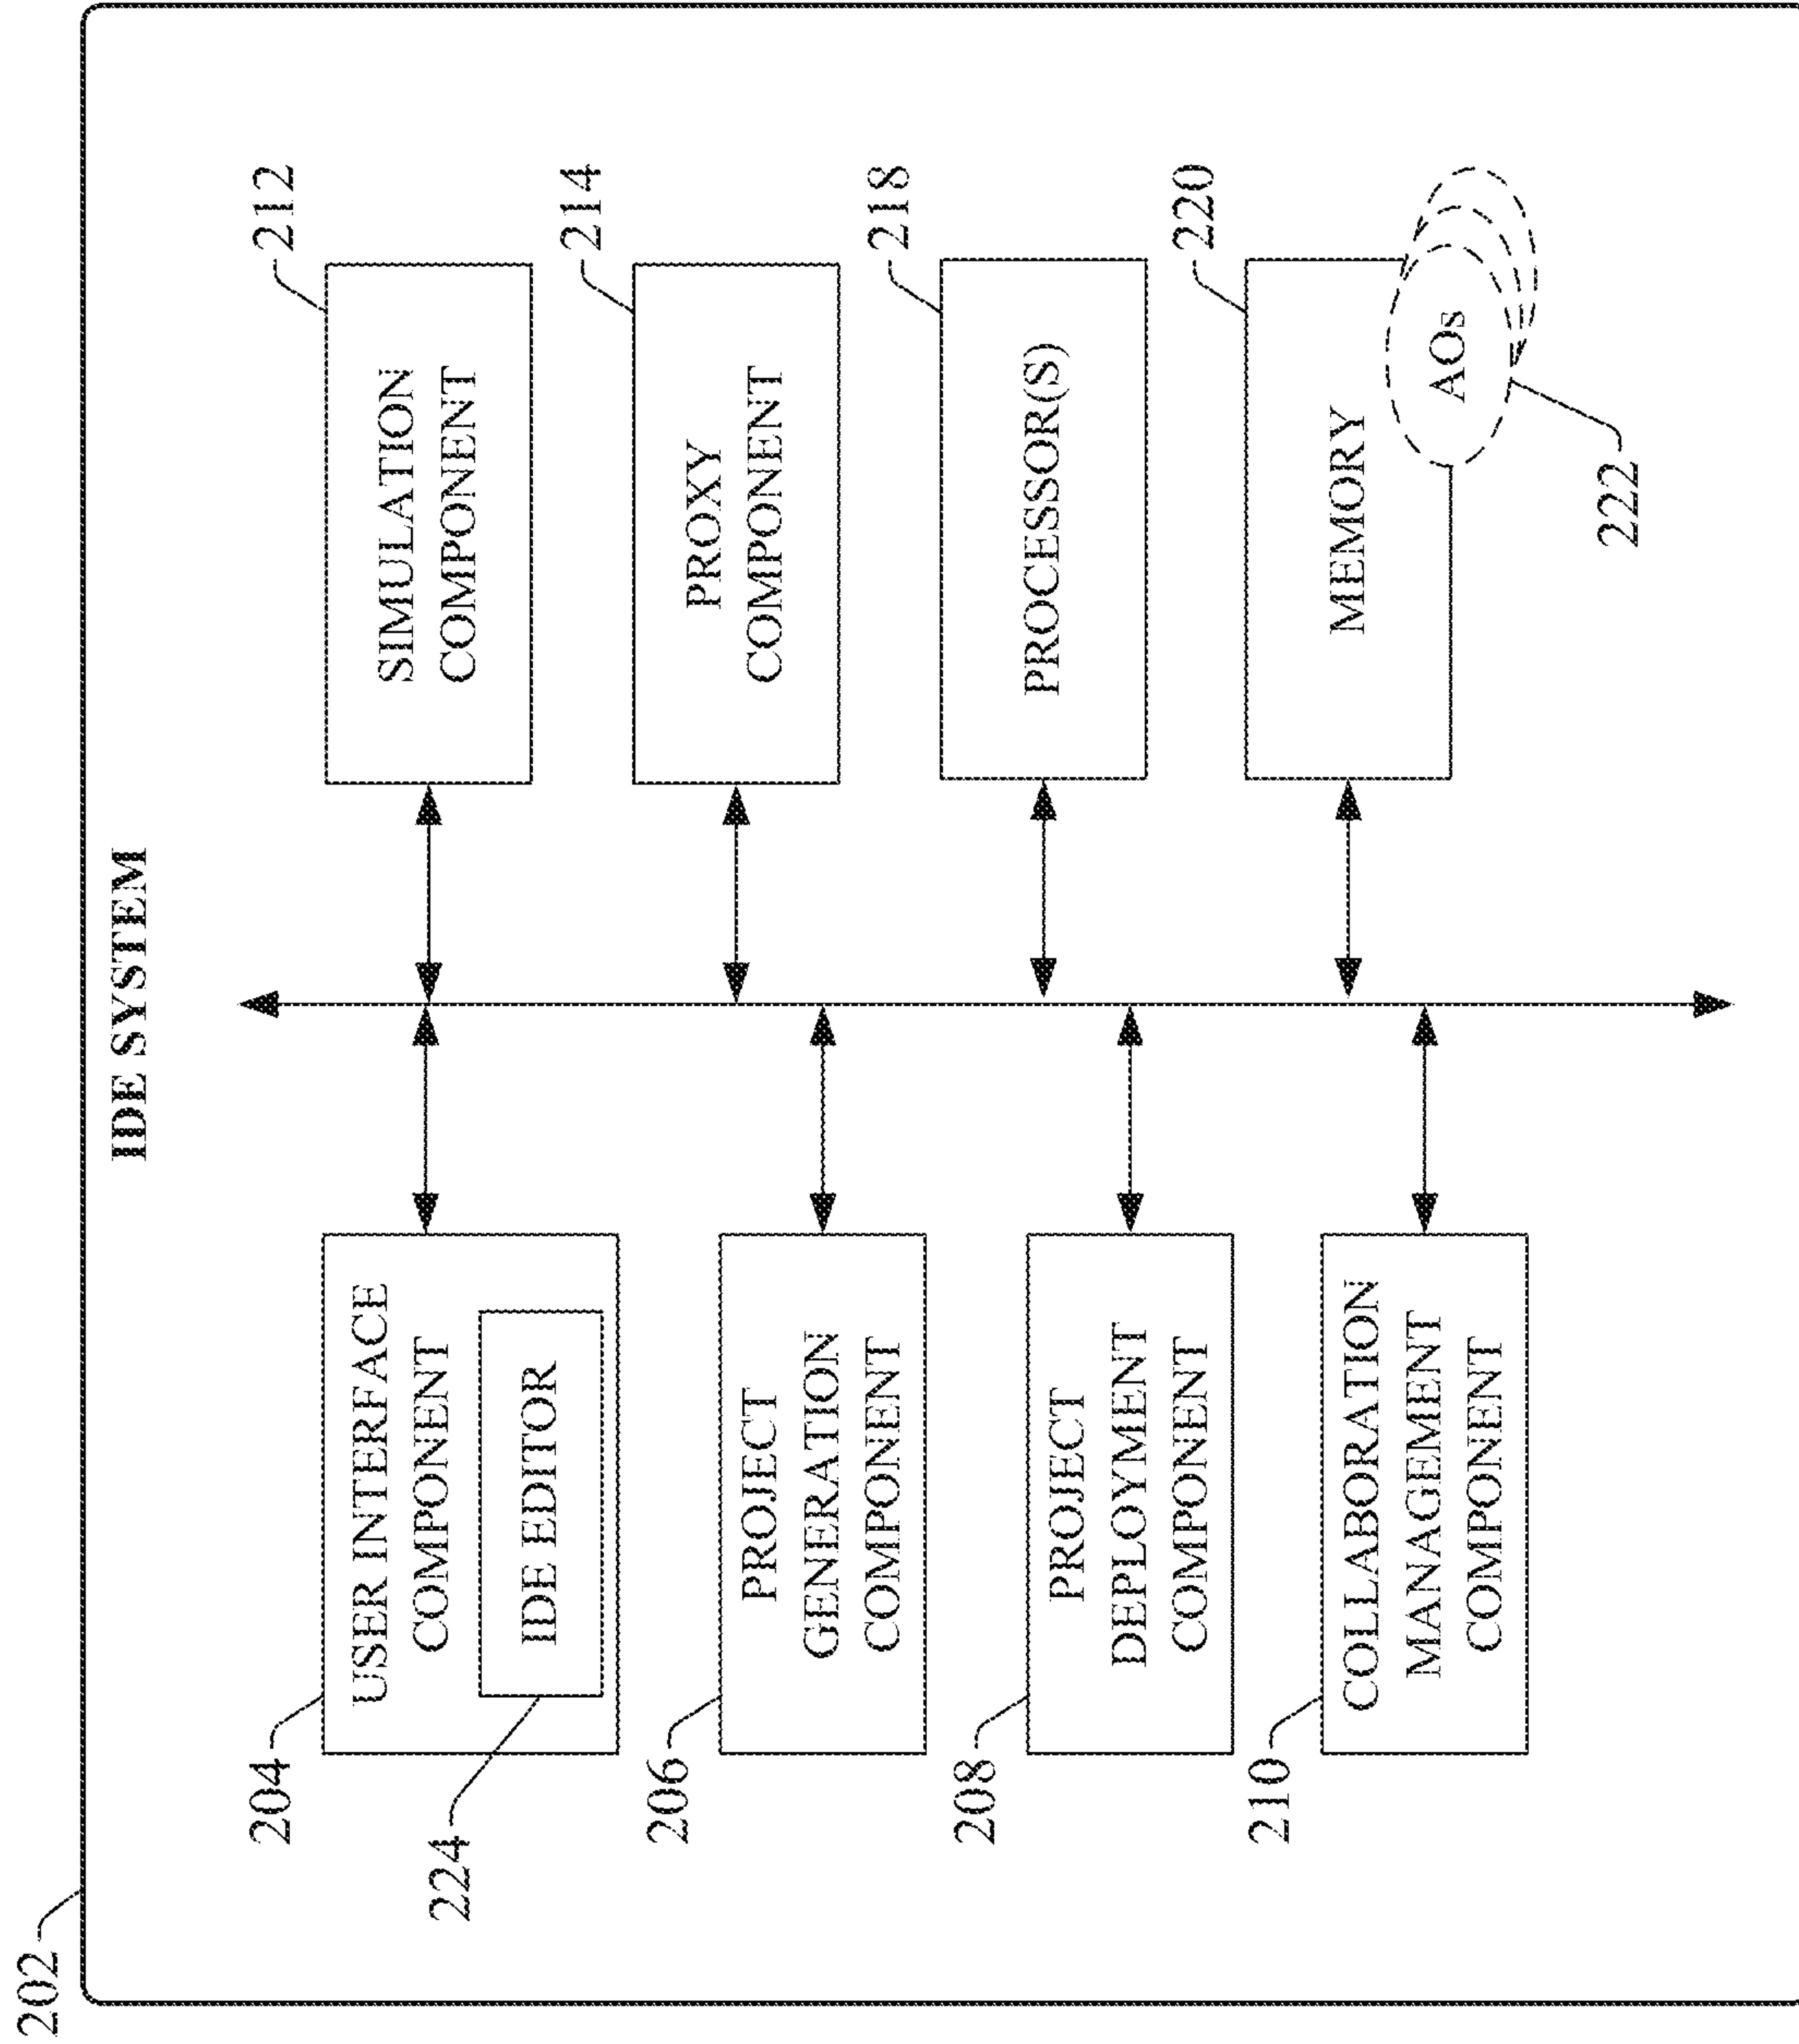 202
IDE SYSTEM
204
USER INTERFACE
COMPONENT
224
IDE EDITOR
206
PROJECT
GENERATION
COMPONENT
208
PROJECT
DEPLOYMENT
COMPONENT
210
COLLABORATION
MANAGEMENT
COMPONENT
212
SIMULATION
COMPONENT
214
PROXY
COMPONENT
218
PROCESSOR(S)
220
MEMORY
AOs
222